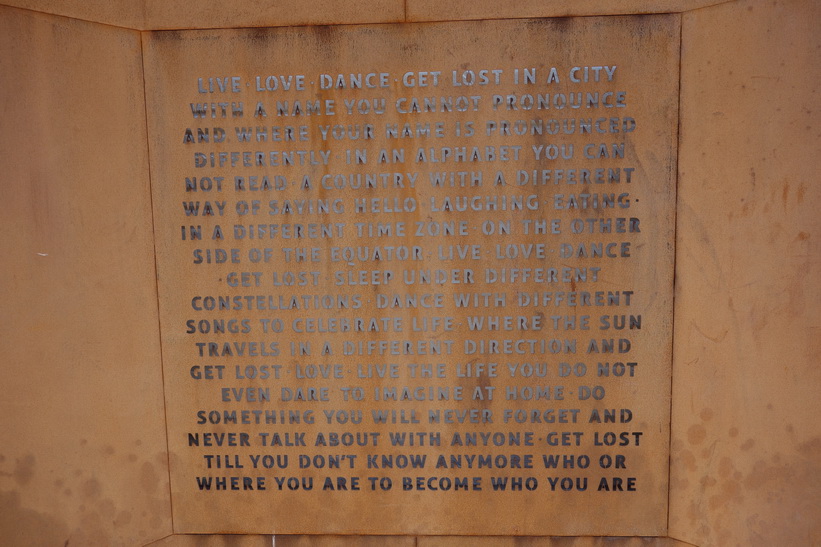 LIVE · LOVE · DANCE · GET LOST IN A CITY
WITH A NAME YOU CANNOT PRONOUNCE
AND WHERE YOUR NAME IS PRONOUNCED
DIFFERENTLY · IN AN ALPHABET YOU CAN
NOT READ · A COUNTRY WITH A DIFFERENT
WAY OF SAYING HELLO · LAUGHING · EATING ·
IN A DIFFERENT TIME ZONE · ON THE OTHER
SIDE OF THE EQUATOR · LIVE · LOVE · DANCE
· GET LOST · SLEEP UNDER DIFFERENT
CONSTELLATIONS · DANCE WITH DIFFERENT
SONGS TO CELEBRATE LIFE · WHERE THE SUN
TRAVELS IN A DIFFERENT DIRECTION AND
GET LOST · LOVE · LIVE THE LIFE YOU DO NOT
EVEN DARE TO IMAGINE AT HOME · DO
SOMETHING YOU WILL NEVER FORGET AND
NEVER TALK ABOUT WITH ANYONE · GET LOST
TILL YOU DON'T KNOW ANYMORE WHO OR
WHERE YOU ARE TO BECOME WHO YOU ARE